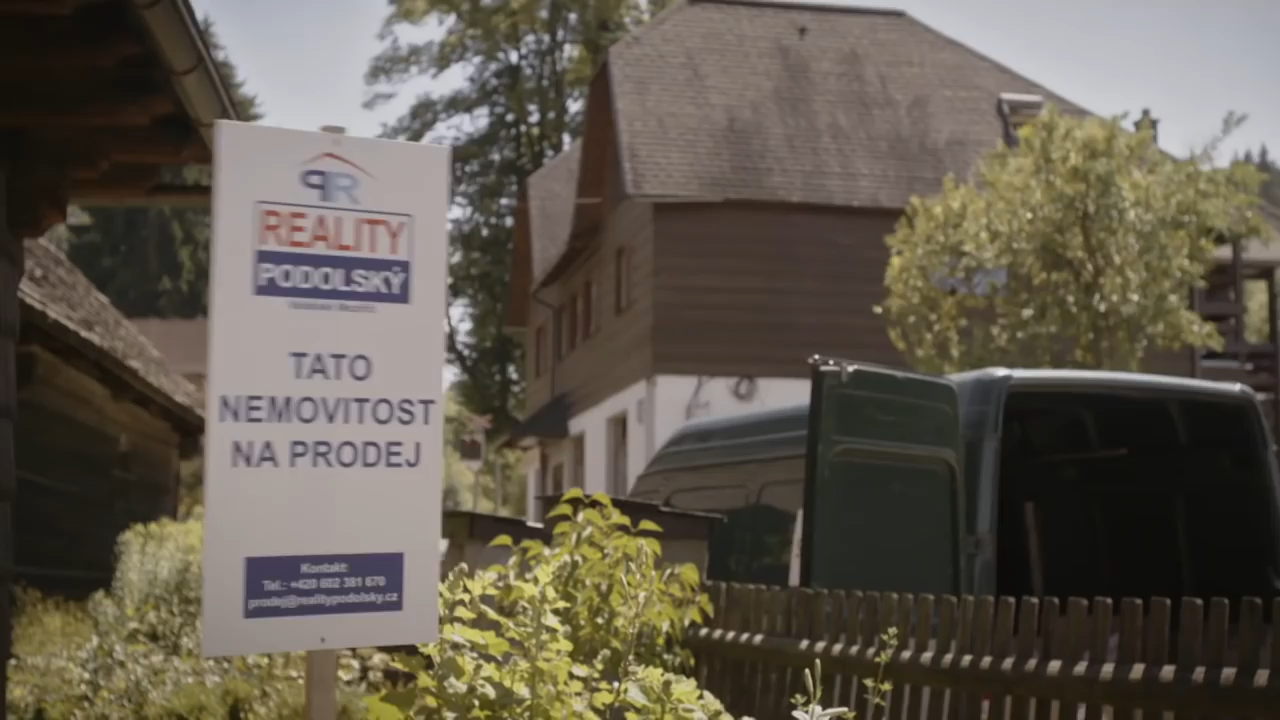 PR
REALITY
PODOLSKÝ
TATO
NEMOVITOST
NA PRODEJ
Kontakt:
Tel.: +420 602 381 670
prodej@realitypodolsky.cz